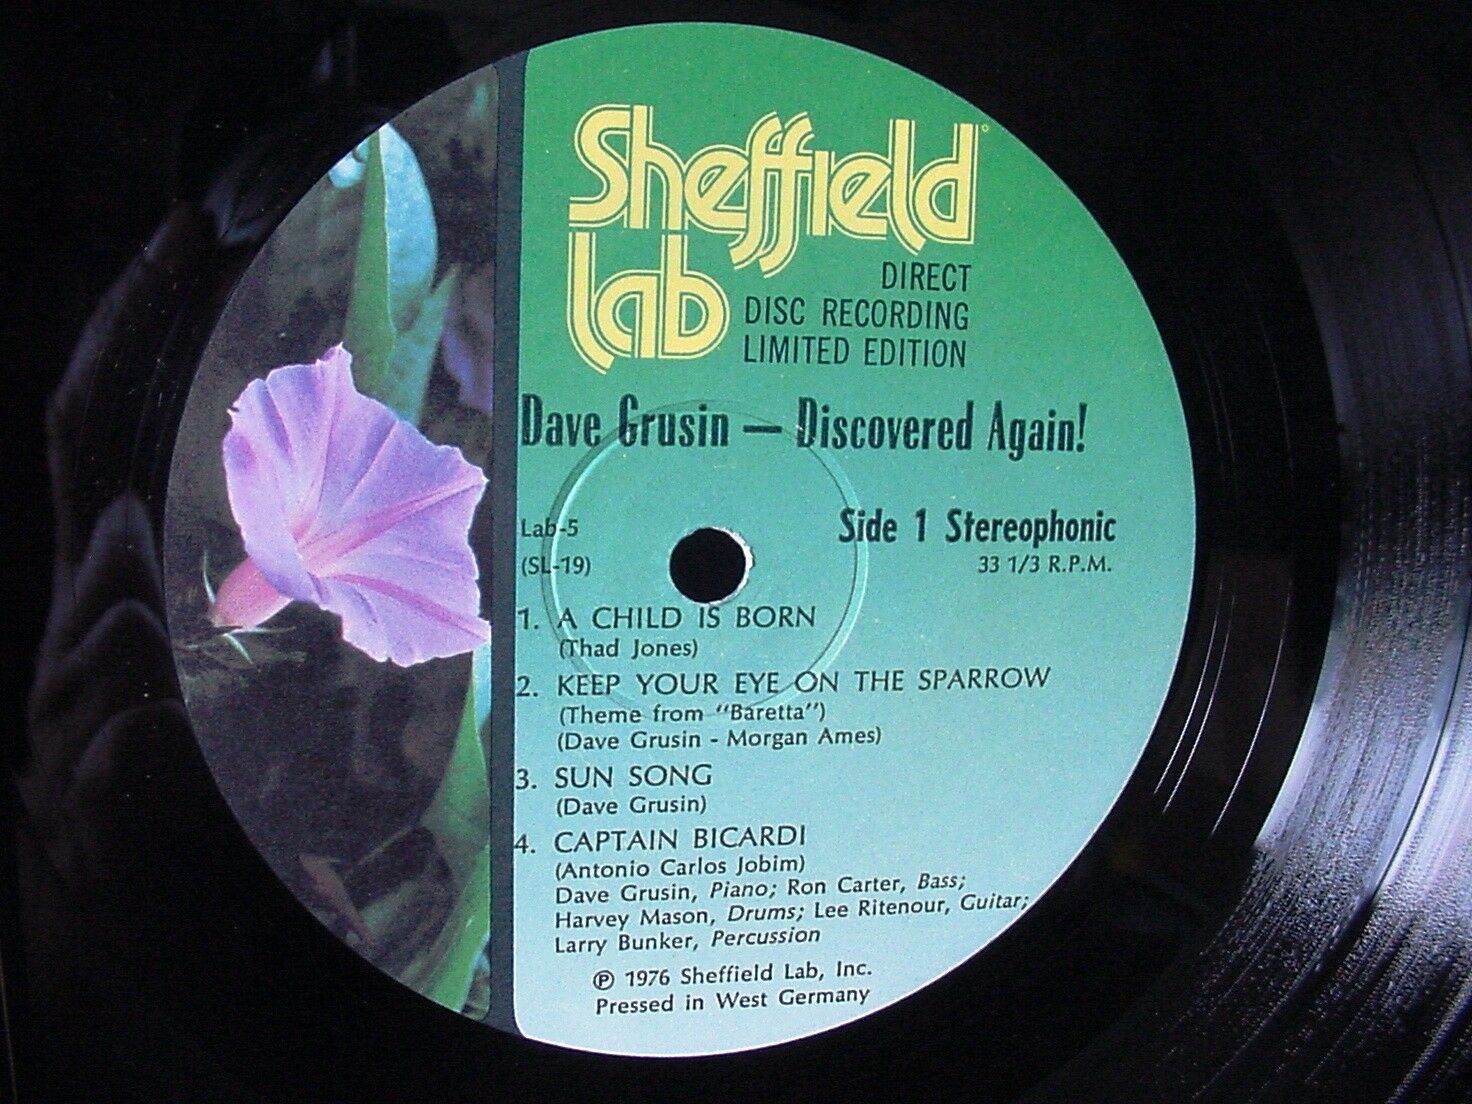 Sheffield
lab
DIRECT
DISC RECORDING
LIMITED EDITION
Dave Grusin — Discovered Again!
Lab-5
Side 1 Stereophonic
(SL-19)
33 1/3 R.P.M.
1. A CHILD IS BORN
(Thad Jones)
2. KEEP YOUR EYE ON THE SPARROW
(Theme from "Baretta")
(Dave Grusin - Morgan Ames)
3. SUN SONG
(Dave Grusin)
4. CAPTAIN BICARDI
(Antonio Carlos Jobim)
Dave Grusin, Piano; Ron Carter, Bass;
Harvey Mason, Drums; Lee Ritenour, Guitar;
Larry Bunker, Percussion
℗ 1976 Sheffield Lab, Inc.
Pressed in West Germany